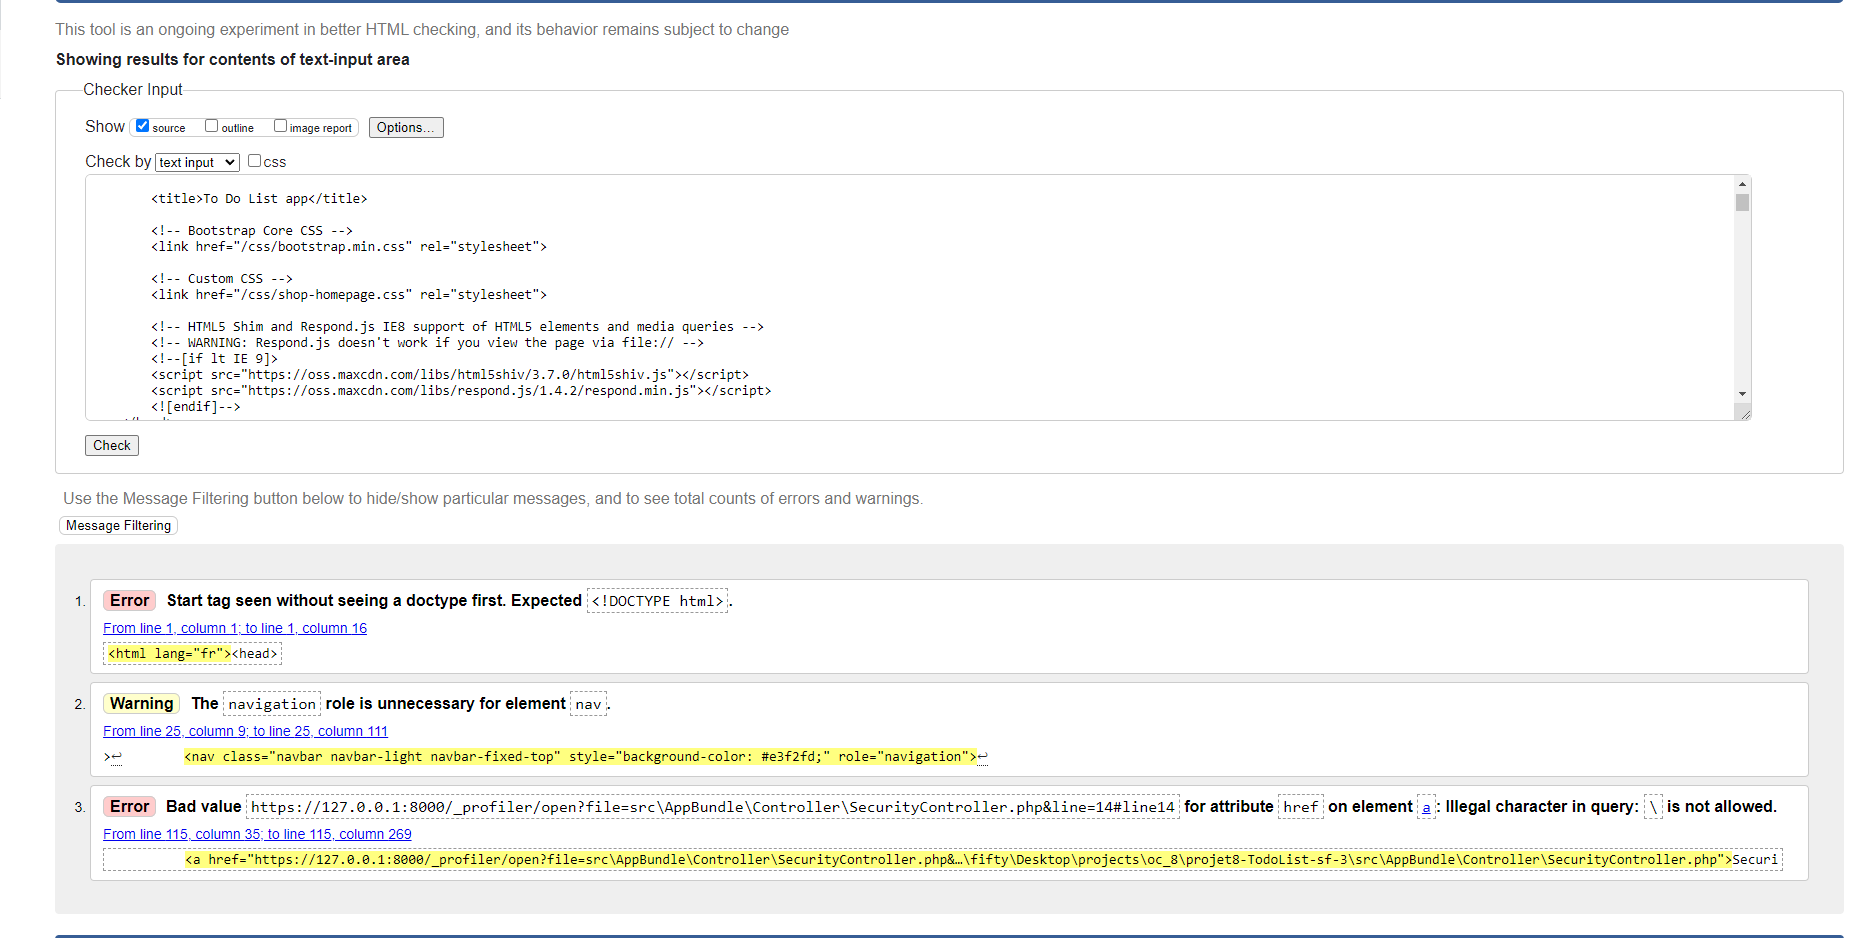 This tool is an ongoing experiment in better HTML checking, and its behavior remains subject to change
Showing results for contents of text-input area
Checker Input
Show source outline image report Options...
Check by text input css
<title>To Do List app</title>
<!-- Bootstrap Core CSS -->
<link href="/css/bootstrap.min.css" rel="stylesheet">
<!-- Custom CSS -->
<link href="/css/shop-homepage.css" rel="stylesheet">
<!-- HTML5 Shim and Respond.js IE8 support of HTML5 elements and media queries -->
<!-- WARNING: Respond.js doesn't work if you view the page via file:// -->
<!--[if lt IE 9]>
<script src="https://oss.maxcdn.com/libs/html5shiv/3.7.0/html5shiv.js"></script>
<script src="https://oss.maxcdn.com/libs/respond.js/1.4.2/respond.min.js"></script>
<![endif]-->
Check
Use the Message Filtering button below to hide/show particular messages, and to see total counts of errors and warnings.
Message Filtering
1. Error Start tag seen without seeing a doctype first. Expected <!DOCTYPE html>.
From line 1, column 1; to line 1, column 16
<html lang="fr"><head>
2. Warning The navigation role is unnecessary for element nav.
From line 25, column 9; to line 25, column 111
>↩ <nav class="navbar navbar-light navbar-fixed-top" style="background-color: #e3f2fd;" role="navigation">↩
3. Error Bad value https://127.0.0.1:8000/_profiler/open?file=src\AppBundle\Controller\SecurityController.php&line=14#line14 for attribute href on element a: Illegal character in query: \ is not allowed.
From line 115, column 35; to line 115, column 269
<a href="https://127.0.0.1:8000/_profiler/open?file=src\AppBundle\Controller\SecurityController.php&…\fifty\Desktop\projects\oc_8\projet8-TodoList-sf-3\src\AppBundle\Controller\SecurityController.php">Securi